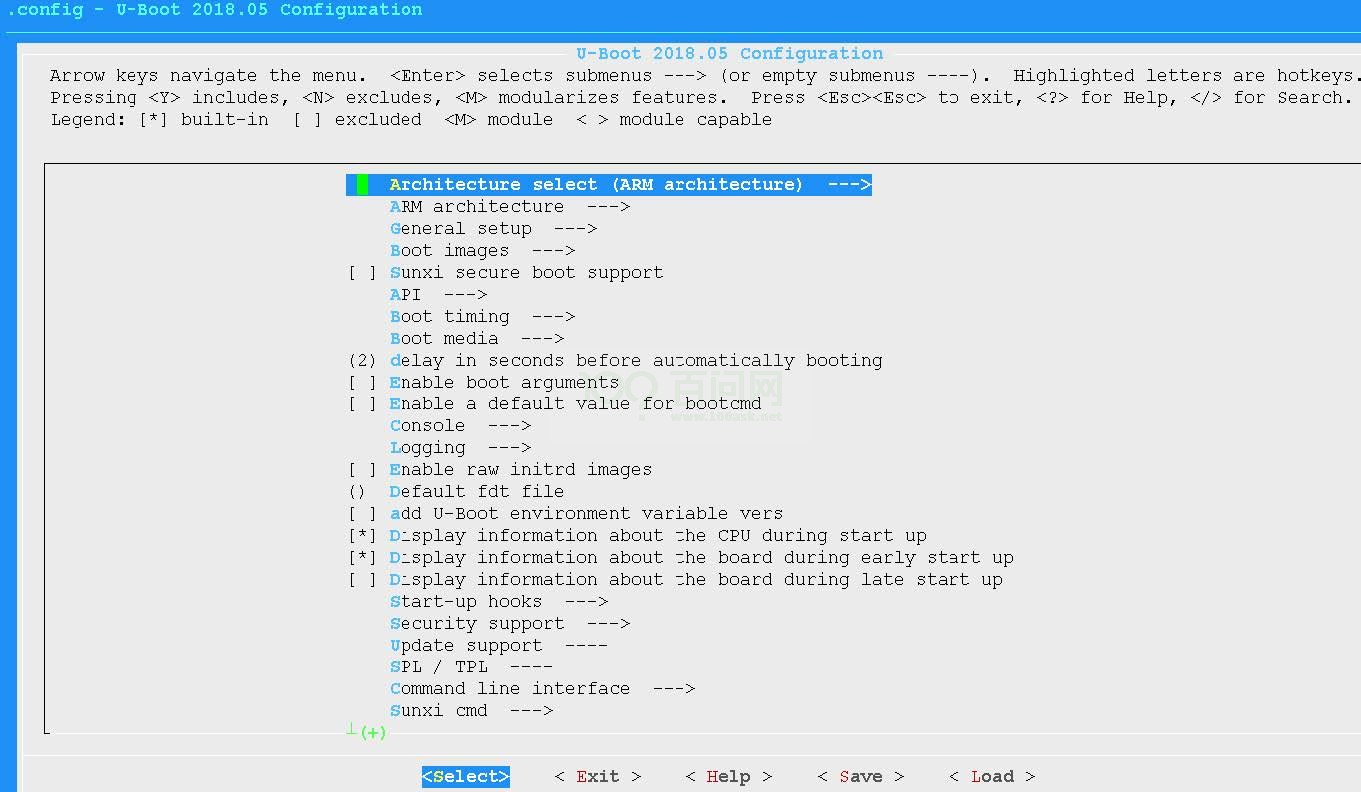 .config - U-Boot 2018.05 Configuration
U-Boot 2018.05 Configuration
Arrow keys navigate the menu.  <Enter> selects submenus ---> (or empty submenus ----).  Highlighted letters are hotkeys.
Pressing <Y> includes, <N> excludes, <M> modularizes features.  Press <Esc><Esc> to exit, <?> for Help, </> for Search.
Legend: [*] built-in  [ ] excluded  <M> module  < > module capable
Architecture select (ARM architecture)  --->
ARM architecture  --->
General setup  --->
Boot images  --->
[ ] Sunxi secure boot support
API  --->
Boot timing  --->
Boot media  --->
(2) delay in seconds before automatically booting
[ ] Enable boot arguments
百问网
[ ] Enable a default value for bootcmd
www.100ask.net
Console  --->
Logging  --->
[ ] Enable raw initrd images
()  Default fdt file
[ ] add U-Boot environment variable vers
[*] Display information about the CPU during start up
[*] Display information about the board during early start up
[ ] Display information about the board during late start up
Start-up hooks  --->
Security support  --->
Update support  ----
SPL / TPL  ----
Command line interface  --->
Sunxi cmd  --->
┴(+)
<Select>    < Exit >    < Help >    < Save >    < Load >